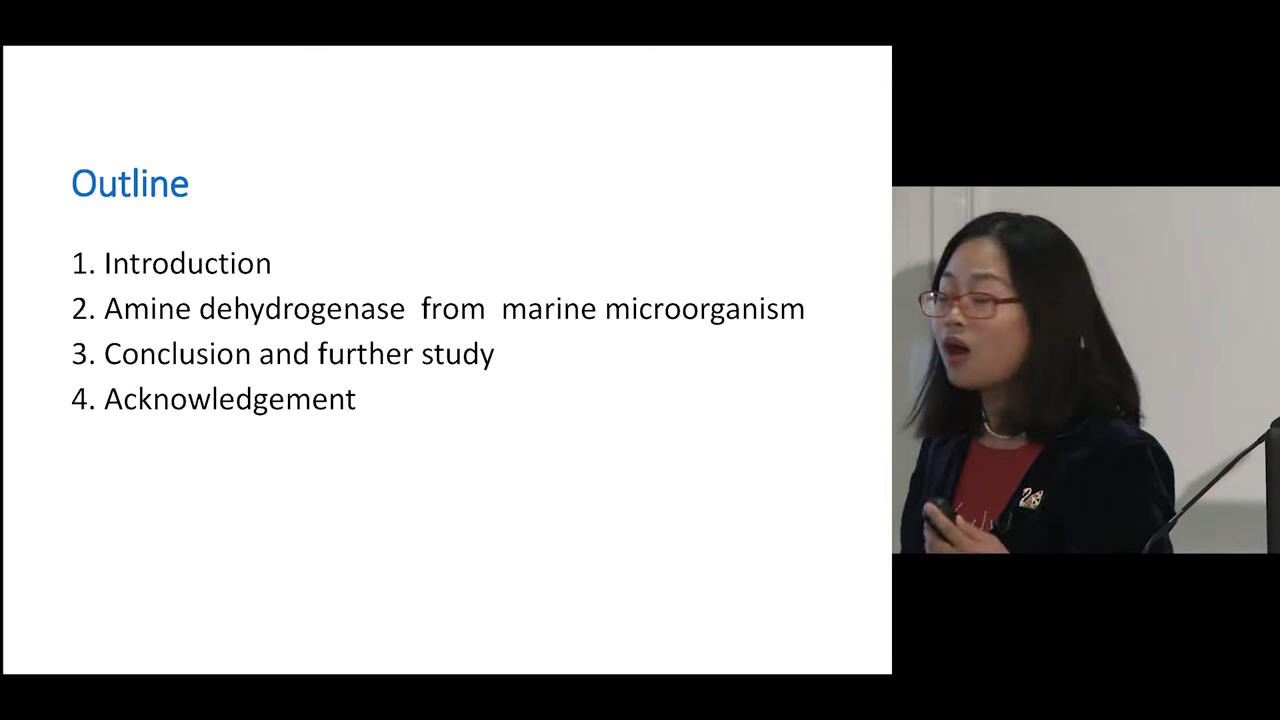 Outline
1. Introduction
2. Amine dehydrogenase from marine microorganism
3. Conclusion and further study
4. Acknowledgement